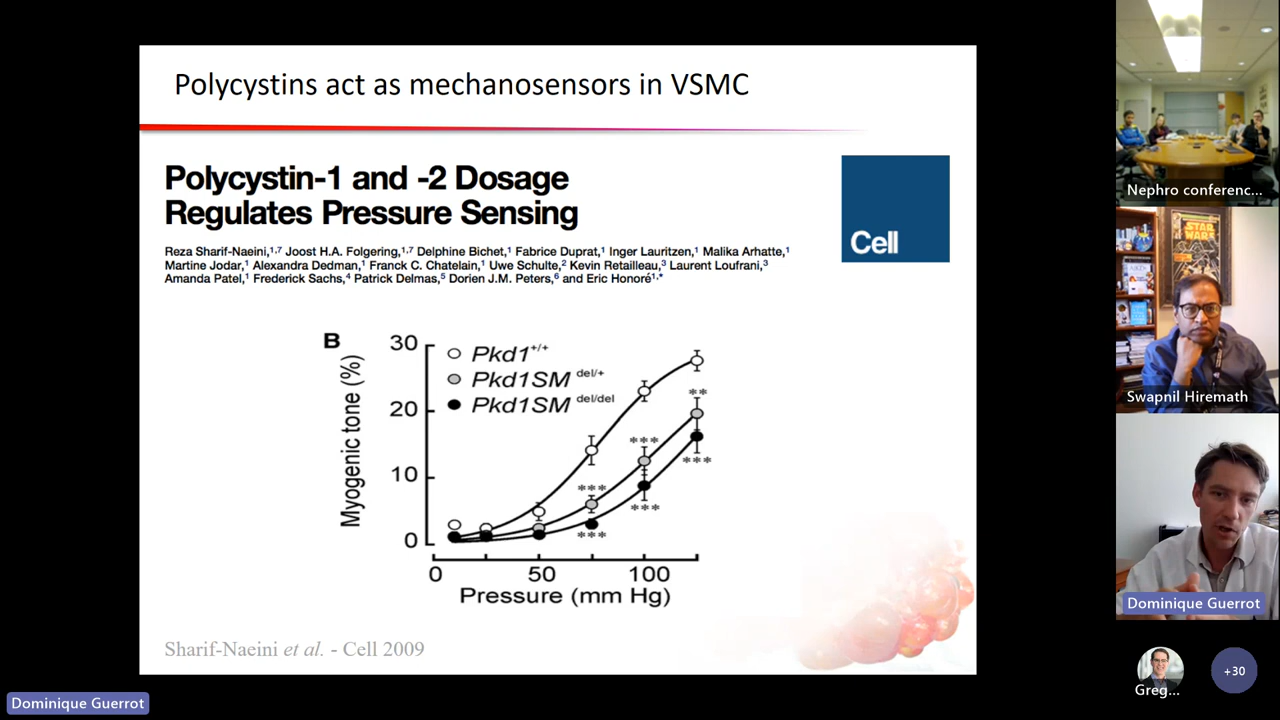 Polycystins act as mechanosensors in VSMC
Polycystin-1 and -2 Dosage
Regulates Pressure Sensing
Cell
Reza Sharif-Naeini,1,7 Joost H.A. Folgering,1,7 Delphine Bichet,1 Fabrice Duprat,1 Inger Lauritzen,1 Malika Arhatte,1
Martine Jodar,1 Alexandra Dedman,1 Franck C. Chatelain,1 Uwe Schulte,2 Kevin Retailleau,3 Laurent Loufrani,3
Amanda Patel,1 Frederick Sachs,4 Patrick Delmas,5 Dorien J.M. Peters,6 and Eric Honoré1,*
B
Myogenic tone (%)
30
20
10
0
Pkd1+/+
Pkd1SM del/+
Pkd1SM del/del
***
***
***
***
**
***
0 50 100
Pressure (mm Hg)
Sharif-Naeini et al. - Cell 2009
Dominique Guerrot
Nephro conferenc...
STAR
WARS
Swapnil Hiremath
Dominique Guerrot
Greg...
+30